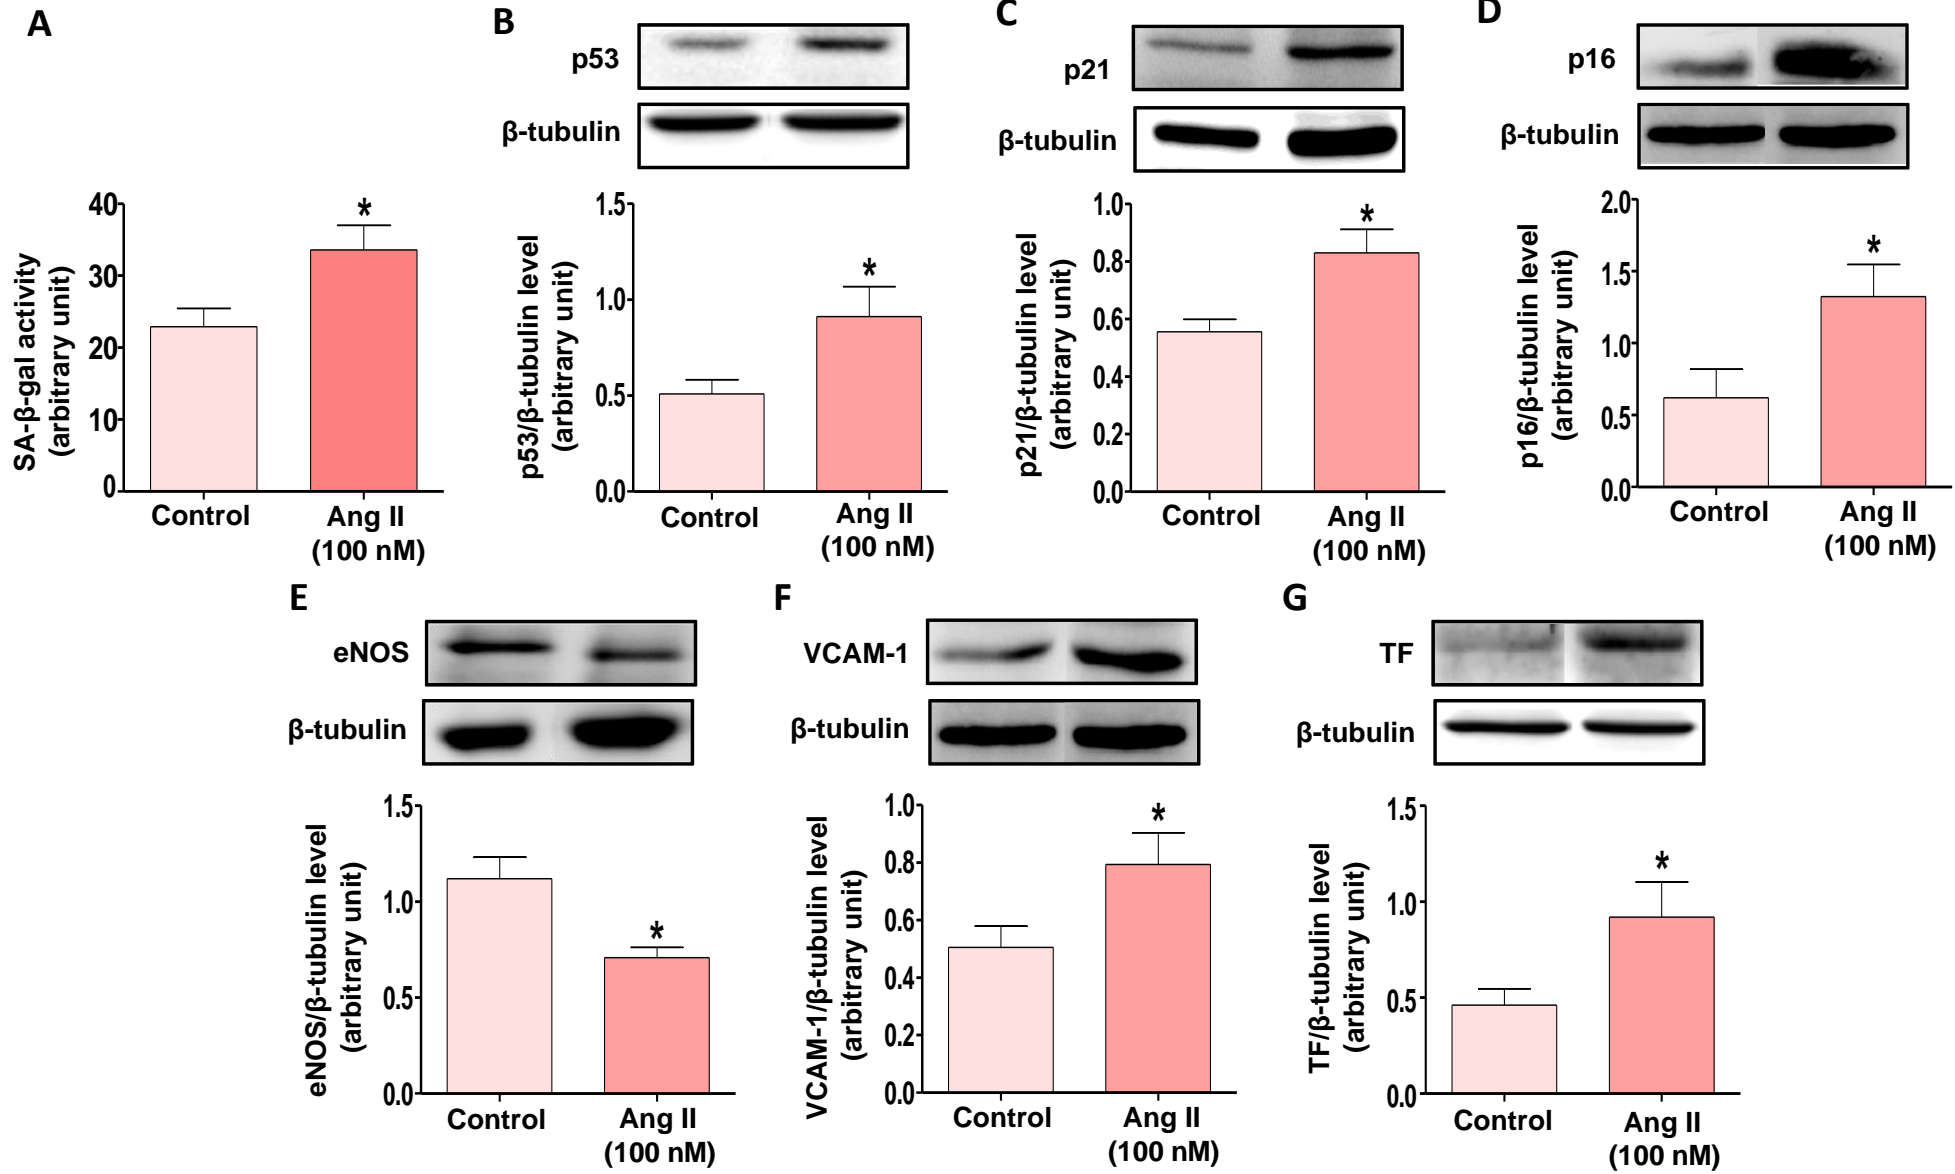 A
SA-β-gal activity
(arbitrary unit)
40
30
20
10
0
*
Control
Ang II
(100 nM)
B
p53
β-tubulin
p53/β-tubulin level
(arbitrary unit)
1.5
1.0
0.5
0.0
*
Control
Ang II
(100 nM)
C
p21
β-tubulin
p21/β-tubulin level
(arbitrary unit)
1.0
0.8
0.6
0.4
0.2
0.0
*
Control
Ang II
(100 nM)
D
p16
β-tubulin
p16/β-tubulin level
(arbitrary unit)
2.0
1.5
1.0
0.5
0.0
*
Control
Ang II
(100 nM)
E
eNOS
β-tubulin
eNOS/β-tubulin level
(arbitrary unit)
1.5
1.0
0.5
0.0
*
Control
Ang II
(100 nM)
F
VCAM-1
β-tubulin
VCAM-1/β-tubulin level
(arbitrary unit)
1.0
0.8
0.6
0.4
0.2
0.0
*
Control
Ang II
(100 nM)
G
TF
β-tubulin
TF/β-tubulin level
(arbitrary unit)
1.5
1.0
0.5
0.0
*
Control
Ang II
(100 nM)